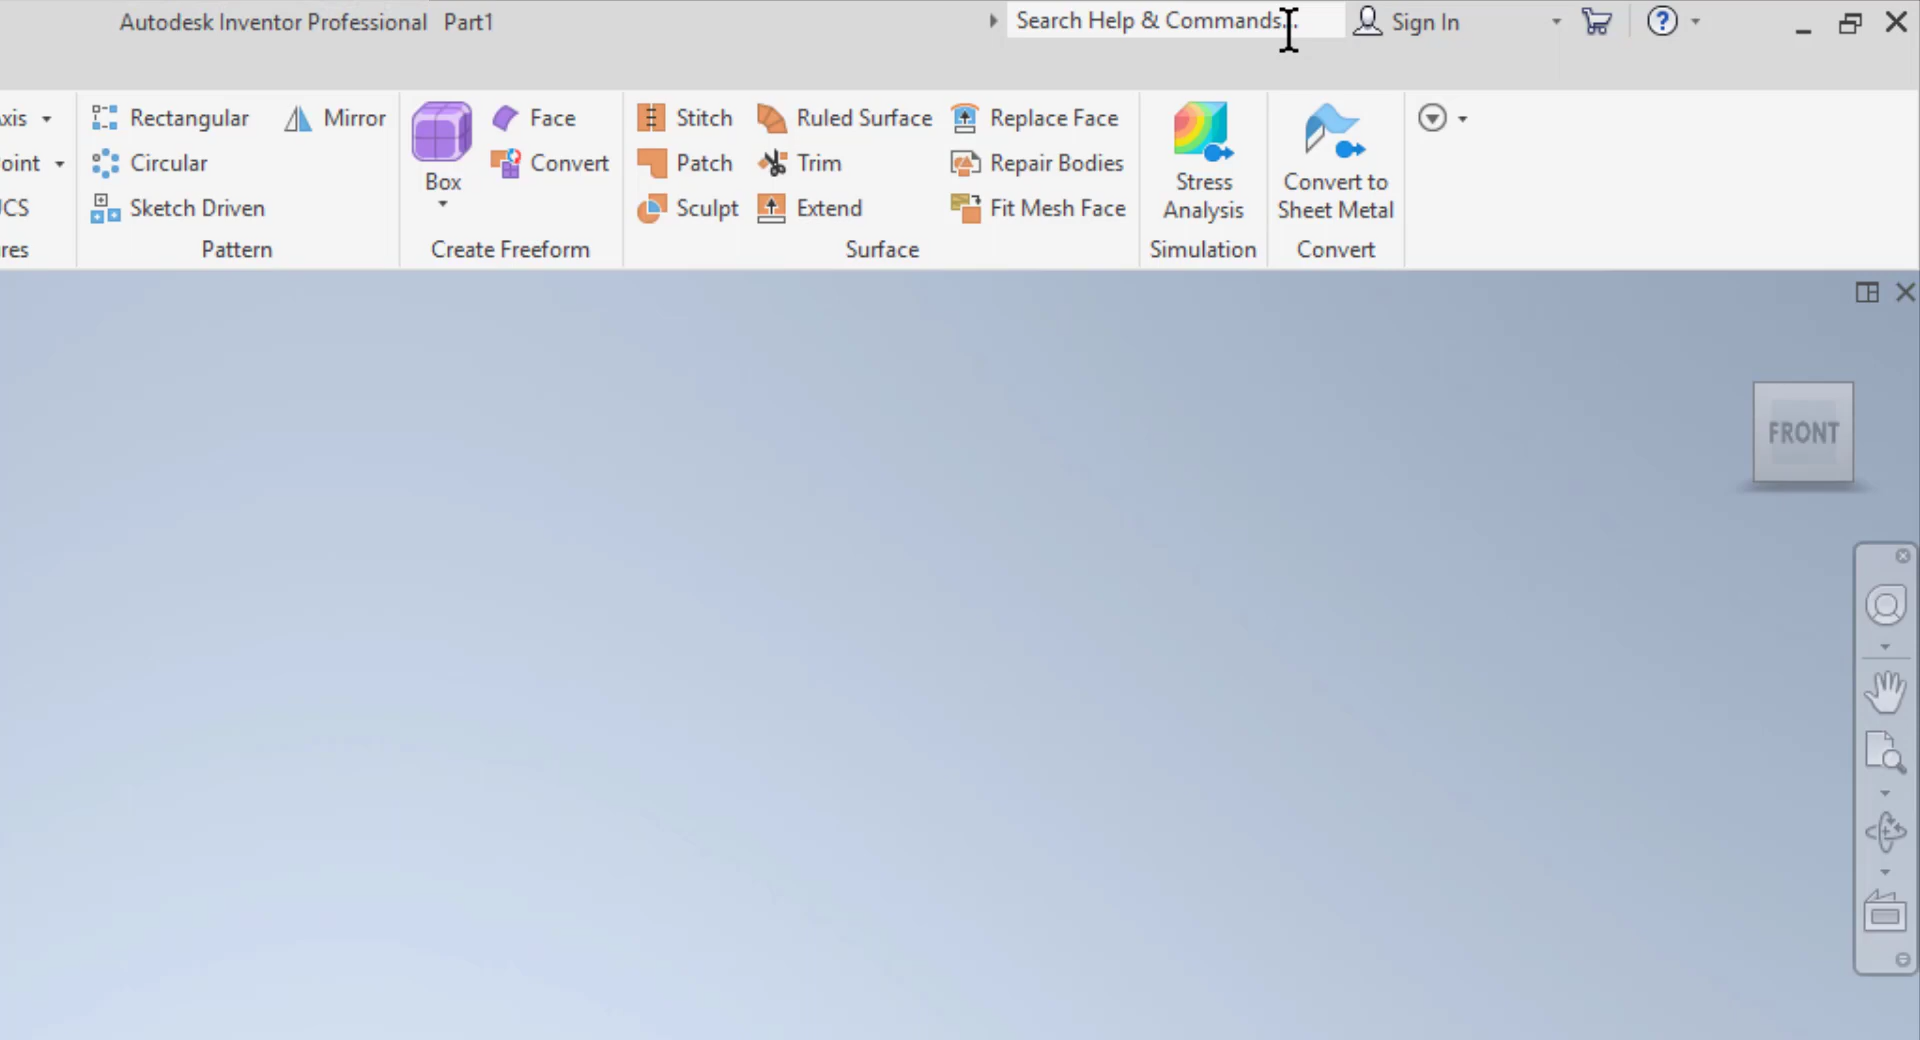 Autodesk Inventor Professional Part1 Search Help & Commands... Sign In
xis Rectangular Mirror Face Stitch Ruled Surface Replace Face
oint Circular Convert Patch Trim Repair Bodies
CS Sketch Driven Box Sculpt Extend Fit Mesh Face Stress Analysis Convert to Sheet Metal
res Pattern Create Freeform Surface Simulation Convert
FRONT